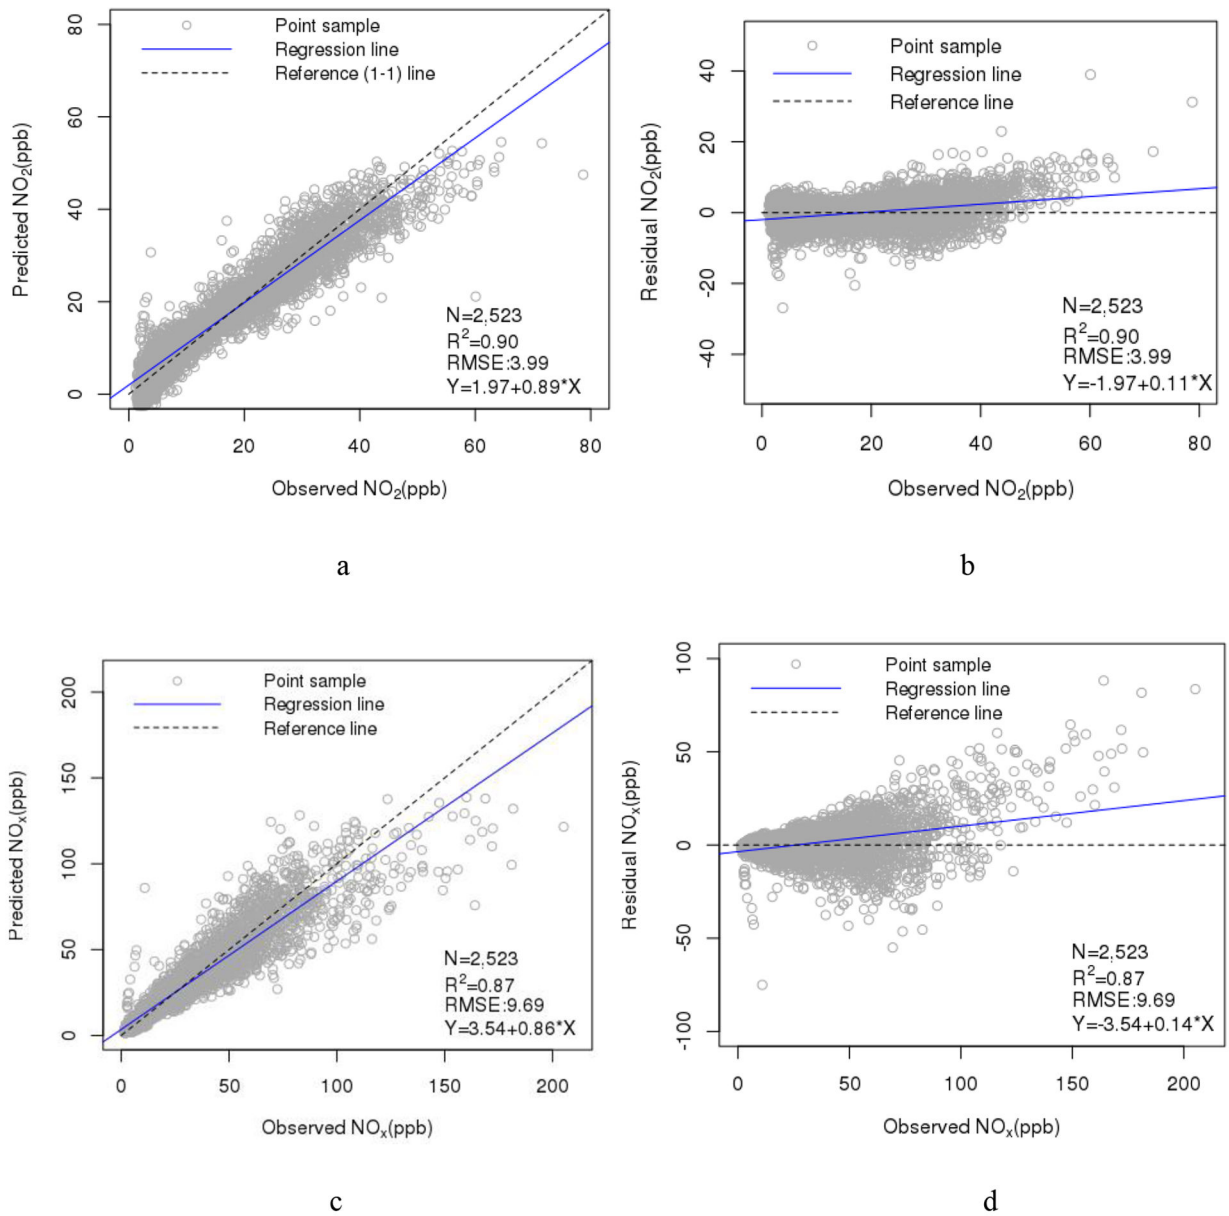 Point sample
Regression line
Reference (1-1) line
Predicted NO2(ppb)
80
60
40
20
0
N=2,523
R2=0.90
RMSE:3.99
Y=1.97+0.89*X
0 20 40 60 80
Observed NO2(ppb)
a
Point sample
Regression line
Reference line
Residual NO2(ppb)
40
20
0
-20
-40
N=2,523
R2=0.90
RMSE:3.99
Y=-1.97+0.11*X
0 20 40 60 80
Observed NO2(ppb)
b
Point sample
Regression line
Reference line
Predicted NOx(ppb)
200
150
100
50
0
N=2,523
R2=0.87
RMSE:9.69
Y=3.54+0.86*X
0 50 100 150 200
Observed NOx(ppb)
c
Point sample
Regression line
Reference line
Residual NOx(ppb)
100
50
0
-50
-100
N=2,523
R2=0.87
RMSE:9.69
Y=-3.54+0.14*X
0 50 100 150 200
Observed NOx(ppb)
d